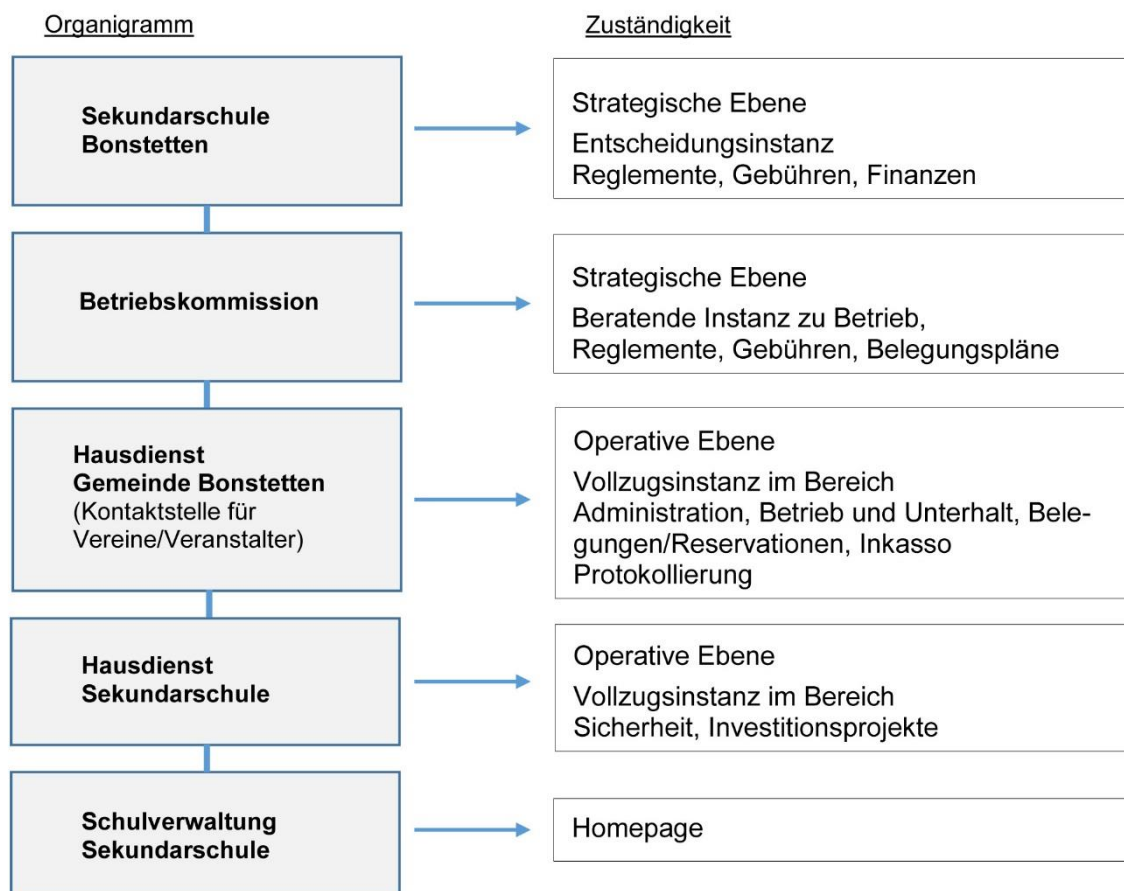 Organigramm
Zuständigkeit
Sekundarschule
Bonstetten
Strategische Ebene
Entscheidungsinstanz
Reglemente, Gebühren, Finanzen
Betriebskommission
Strategische Ebene
Beratende Instanz zu Betrieb,
Reglemente, Gebühren, Belegungspläne
Hausdienst
Gemeinde Bonstetten
(Kontaktstelle für
Vereine/Veranstalter)
Operative Ebene
Vollzugsinstanz im Bereich
Administration, Betrieb und Unterhalt, Bele-
gungen/Reservationen, Inkasso
Protokollierung
Hausdienst
Sekundarschule
Operative Ebene
Vollzugsinstanz im Bereich
Sicherheit, Investitionsprojekte
Schulverwaltung
Sekundarschule
Homepage